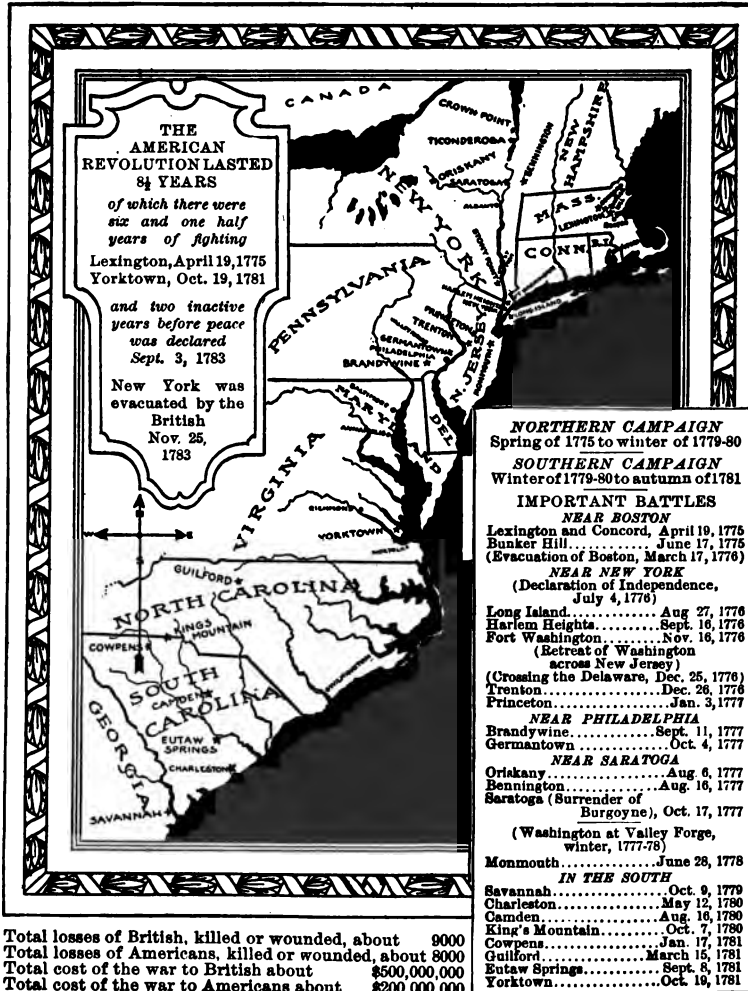 THE
AMERICAN
REVOLUTION LASTED
8½ YEARS
of which there were
six and one half
years of fighting
Lexington, April 19, 1775
Yorktown, Oct. 19, 1781
and two inactive
years before peace
was declared
Sept. 3, 1783
New York was
evacuated by the
British
Nov. 25,
1783
CANADA
CROWN POINT
TICONDEROGA
ORISKANY
SARATOGA
BENNINGTON
NEW HAMPSHIRE
ALBANY
NEW YORK
MASS.
LEXINGTON
CONN.
R.I.
STONY POINT
HARLEM HEIGHTS
LONG ISLAND
PENNSYLVANIA
PRINCETON
TRENTON
GERMANTOWN
PHILADELPHIA
BRANDYWINE
N. JERSEY
MONMOUTH
BALTIMORE
MARYLAND
ANNAPOLIS
DEL
VIRGINIA
RICHMOND
YORKTOWN
W
E
GUILFORD
NORTH CAROLINA
KINGS
MOUNTAIN
COWPENS
WILMINGTON
SOUTH
CAROLINA
CAMDEN
GEORGIA
EUTAW
SPRINGS
CHARLESTON
SAVANNAH
NORTHERN CAMPAIGN
Spring of 1775 to winter of 1779-80
SOUTHERN CAMPAIGN
Winter of 1779-80 to autumn of 1781
IMPORTANT BATTLES
NEAR BOSTON
Lexington and Concord, April 19, 1775
Bunker Hill............ June 17, 1775
(Evacuation of Boston, March 17, 1776)
NEAR NEW YORK
(Declaration of Independence,
July 4, 1776)
Long Island............ Aug 27, 1776
Harlem Heights.........Sept. 16, 1776
Fort Washington........Nov. 16, 1776
(Retreat of Washington
across New Jersey)
(Crossing the Delaware, Dec. 25, 1776)
Trenton...............Dec. 26, 1776
Princeton...............Jan. 3, 1777
NEAR PHILADELPHIA
Brandywine.............Sept. 11, 1777
Germantown ............Oct. 4, 1777
NEAR SARATOGA
Oriskany...............Aug. 6, 1777
Bennington............Aug. 16, 1777
Saratoga (Surrender of
Burgoyne), Oct. 17, 1777
(Washington at Valley Forge,
winter, 1777-78)
Monmouth............June 28, 1778
IN THE SOUTH
Savannah...............Oct. 9, 1779
Charleston.............May 12, 1780
Camden................Aug. 16, 1780
King's Mountain.........Oct. 7, 1780
Cowpens................Jan. 17, 1781
Guilford..............March 15, 1781
Eutaw Springs...........Sept. 8, 1781
Yorktown...............Oct. 19, 1781
Total losses of British, killed or wounded, about 9000
Total losses of Americans, killed or wounded, about 8000
Total cost of the war to British about $500,000,000
Total cost of the war to Americans about $200,000,000